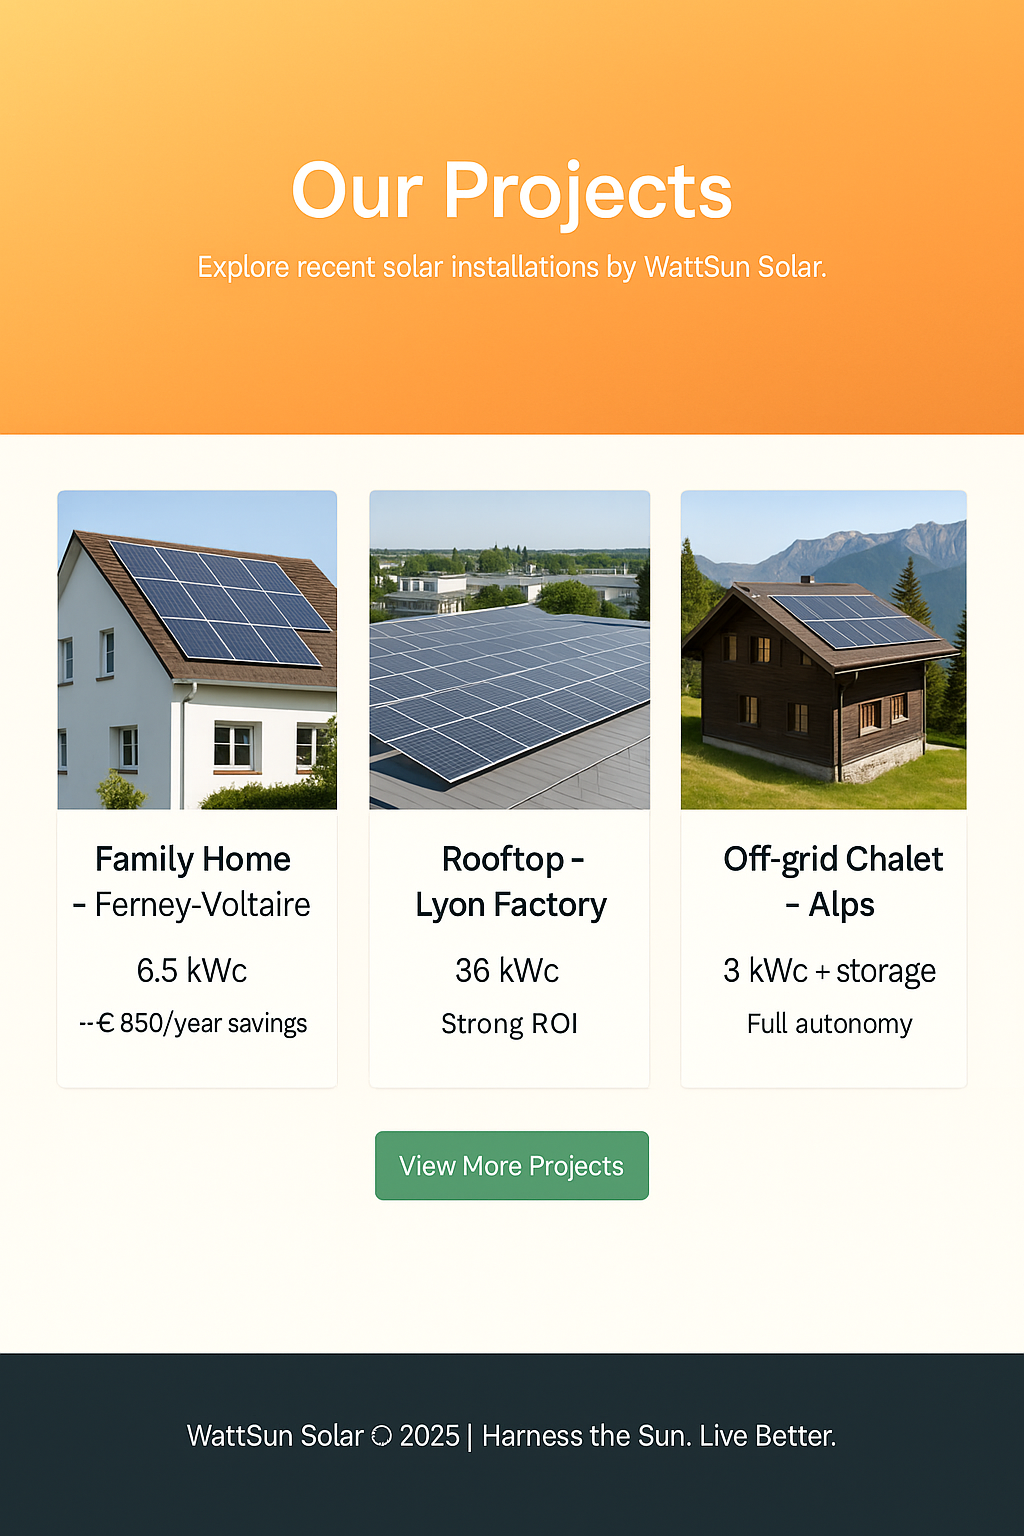 Our Projects
Explore recent solar installations by WattSun Solar.
Family Home
- Ferney-Voltaire
6.5 kWc
--€ 850/year savings
Rooftop -
Lyon Factory
36 kWc
Strong ROI
Off-grid Chalet
- Alps
3 kWc + storage
Full autonomy
View More Projects
WattSun Solar 2025 | Harness the Sun. Live Better.